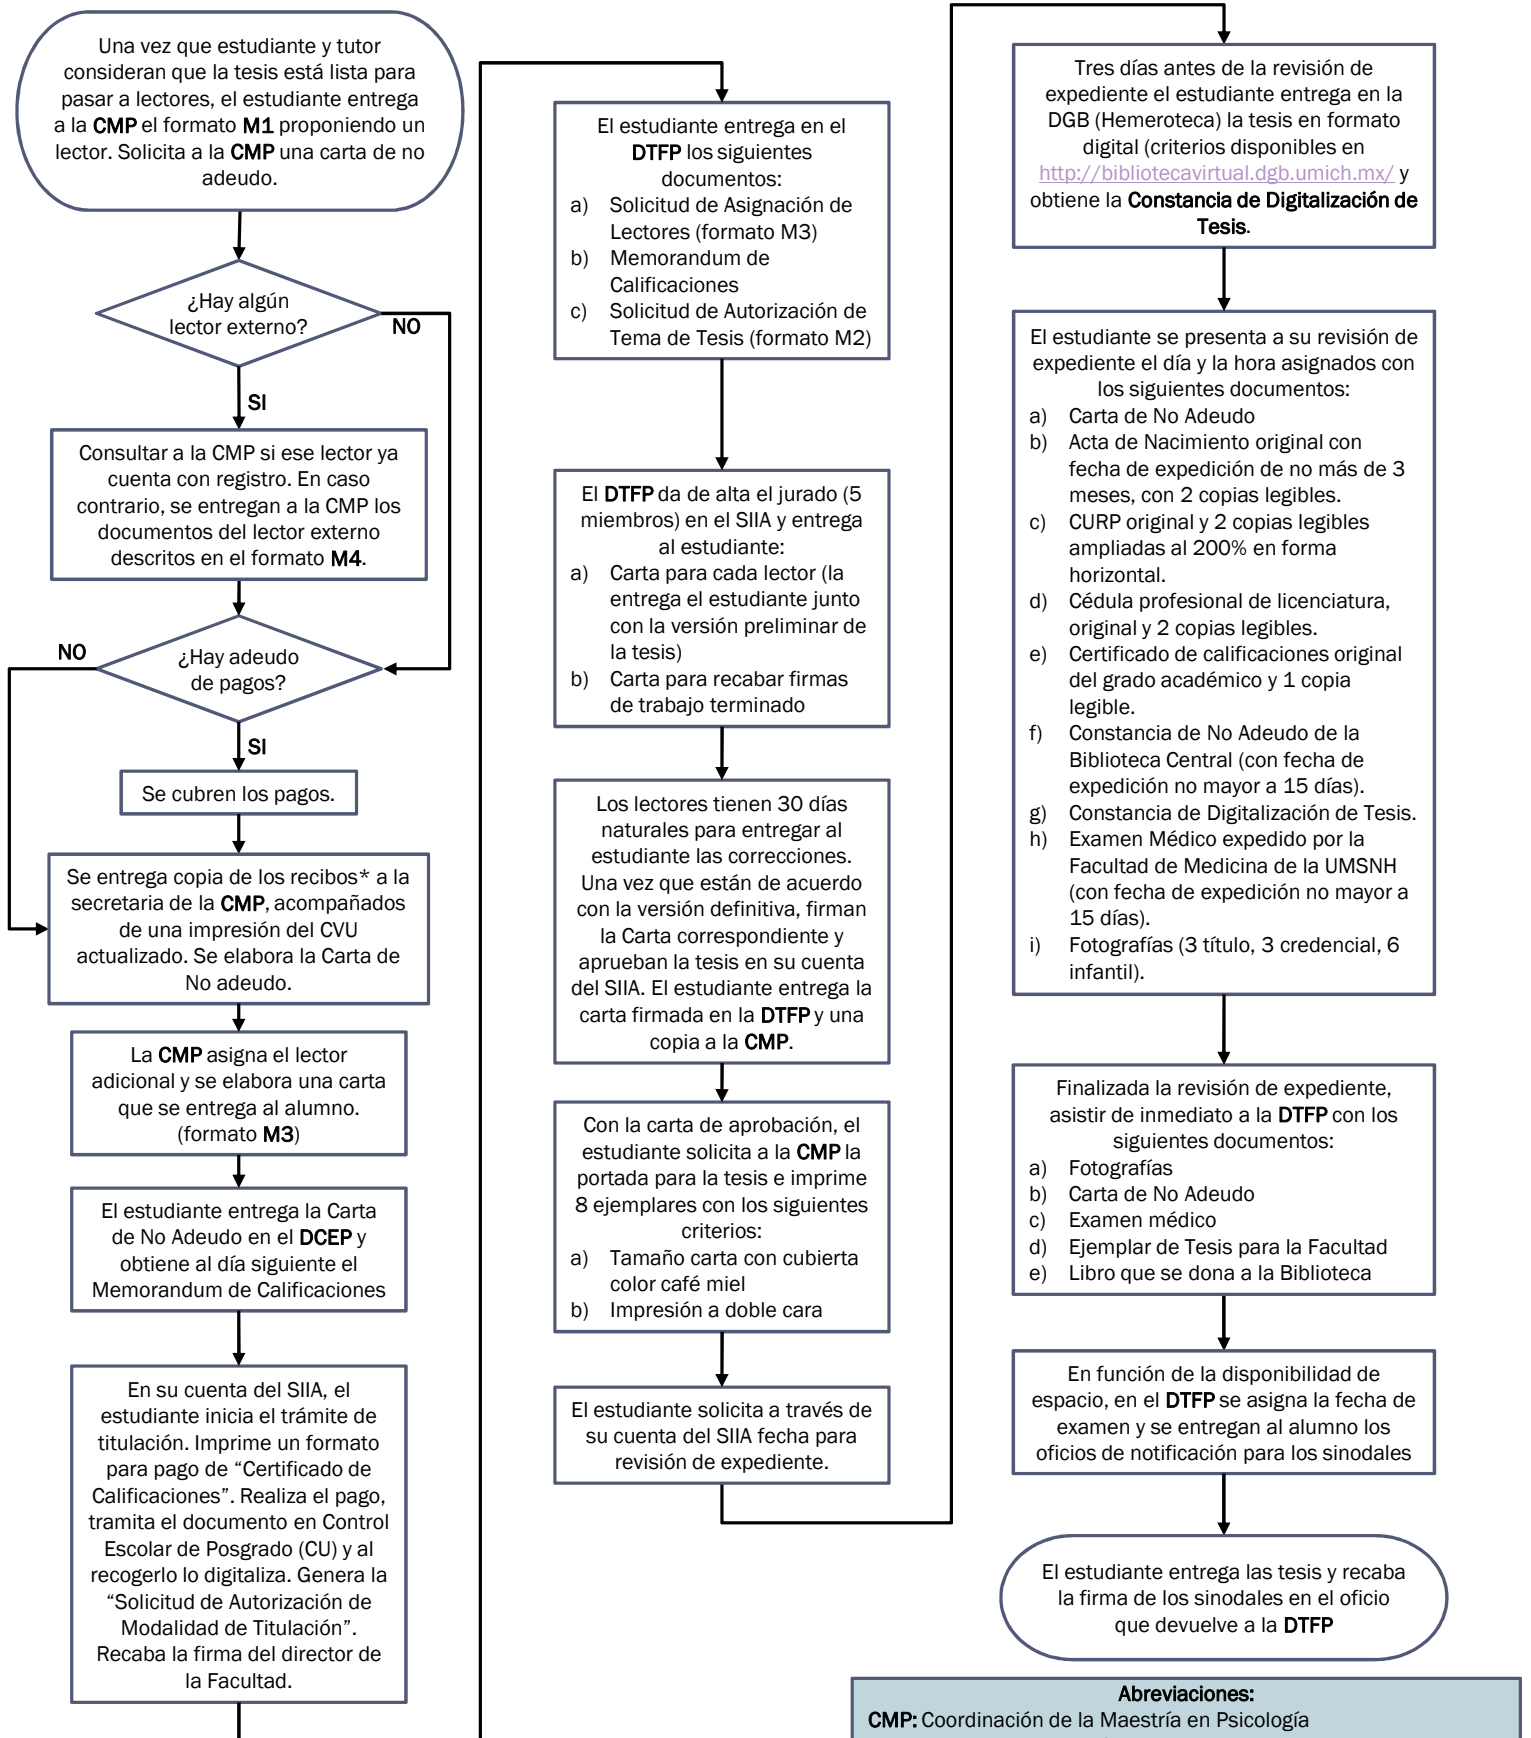 Una vez que estudiante y tutor
consideran que la tesis está lista para
pasar a lectores, el estudiante entrega
a la CMP el formato M1 proponiendo un
lector. Solicita a la CMP una carta de no
adeudo.
¿Hay algún
lector externo?
NO
SI
Consultar a la CMP si ese lector ya
cuenta con registro. En caso
contrario, se entregan a la CMP los
documentos del lector externo
descritos en el formato M4.
NO
¿Hay adeudo
de pagos?
SI
Se cubren los pagos.
Se entrega copia de los recibos* a la
secretaria de la CMP, acompañados
de una impresión del CVU
actualizado. Se elabora la Carta de
No adeudo.
La CMP asigna el lector
adicional y se elabora una carta
que se entrega al alumno.
(formato M3)
El estudiante entrega la Carta
de No Adeudo en el DCEP y
obtiene al día siguiente el
Memorandum de Calificaciones
En su cuenta del SIIA, el
estudiante inicia el trámite de
titulación. Imprime un formato
para pago de “Certificado de
Calificaciones”. Realiza el pago,
tramita el documento en Control
Escolar de Posgrado (CU) y al
recogerlo lo digitaliza. Genera la
“Solicitud de Autorización de
Modalidad de Titulación”.
Recaba la firma del director de
la Facultad.
El estudiante entrega en el
DTFP los siguientes
documentos:
a) Solicitud de Asignación de
Lectores (formato M3)
b) Memorandum de
Calificaciones
c) Solicitud de Autorización de
Tema de Tesis (formato M2)
El DTFP da de alta el jurado (5
miembros) en el SIIA y entrega
al estudiante:
a) Carta para cada lector (la
entrega el estudiante junto
con la versión preliminar de
la tesis)
b) Carta para recabar firmas
de trabajo terminado
Los lectores tienen 30 días
naturales para entregar al
estudiante las correcciones.
Una vez que están de acuerdo
con la versión definitiva, firman
la Carta correspondiente y
aprueban la tesis en su cuenta
del SIIA. El estudiante entrega la
carta firmada en la DTFP y una
copia a la CMP.
Con la carta de aprobación, el
estudiante solicita a la CMP la
portada para la tesis e imprime
8 ejemplares con los siguientes
criterios:
a) Tamaño carta con cubierta
color café miel
b) Impresión a doble cara
El estudiante solicita a través de
su cuenta del SIIA fecha para
revisión de expediente.
Tres días antes de la revisión de
expediente el estudiante entrega en la
DGB (Hemeroteca) la tesis en formato
digital (criterios disponibles en
http://bibliotecavirtual.dgb.umich.mx/ y
obtiene la Constancia de Digitalización de
Tesis.
El estudiante se presenta a su revisión de
expediente el día y la hora asignados con
los siguientes documentos:
a) Carta de No Adeudo
b) Acta de Nacimiento original con
fecha de expedición de no más de 3
meses, con 2 copias legibles.
c) CURP original y 2 copias legibles
ampliadas al 200% en forma
horizontal.
d) Cédula profesional de licenciatura,
original y 2 copias legibles.
e) Certificado de calificaciones original
del grado académico y 1 copia
legible.
f) Constancia de No Adeudo de la
Biblioteca Central (con fecha de
expedición no mayor a 15 días).
g) Constancia de Digitalización de Tesis.
h) Examen Médico expedido por la
Facultad de Medicina de la UMSNH
(con fecha de expedición no mayor a
15 días).
i) Fotografías (3 título, 3 credencial, 6
infantil).
Finalizada la revisión de expediente,
asistir de inmediato a la DTFP con los
siguientes documentos:
a) Fotografías
b) Carta de No Adeudo
c) Examen médico
d) Ejemplar de Tesis para la Facultad
e) Libro que se dona a la Biblioteca
En función de la disponibilidad de
espacio, en el DTFP se asigna la fecha de
examen y se entregan al alumno los
oficios de notificación para los sinodales
El estudiante entrega las tesis y recaba
la firma de los sinodales en el oficio
que devuelve a la DTFP
Abreviaciones:
CMP: Coordinación de la Maestría en Psicología